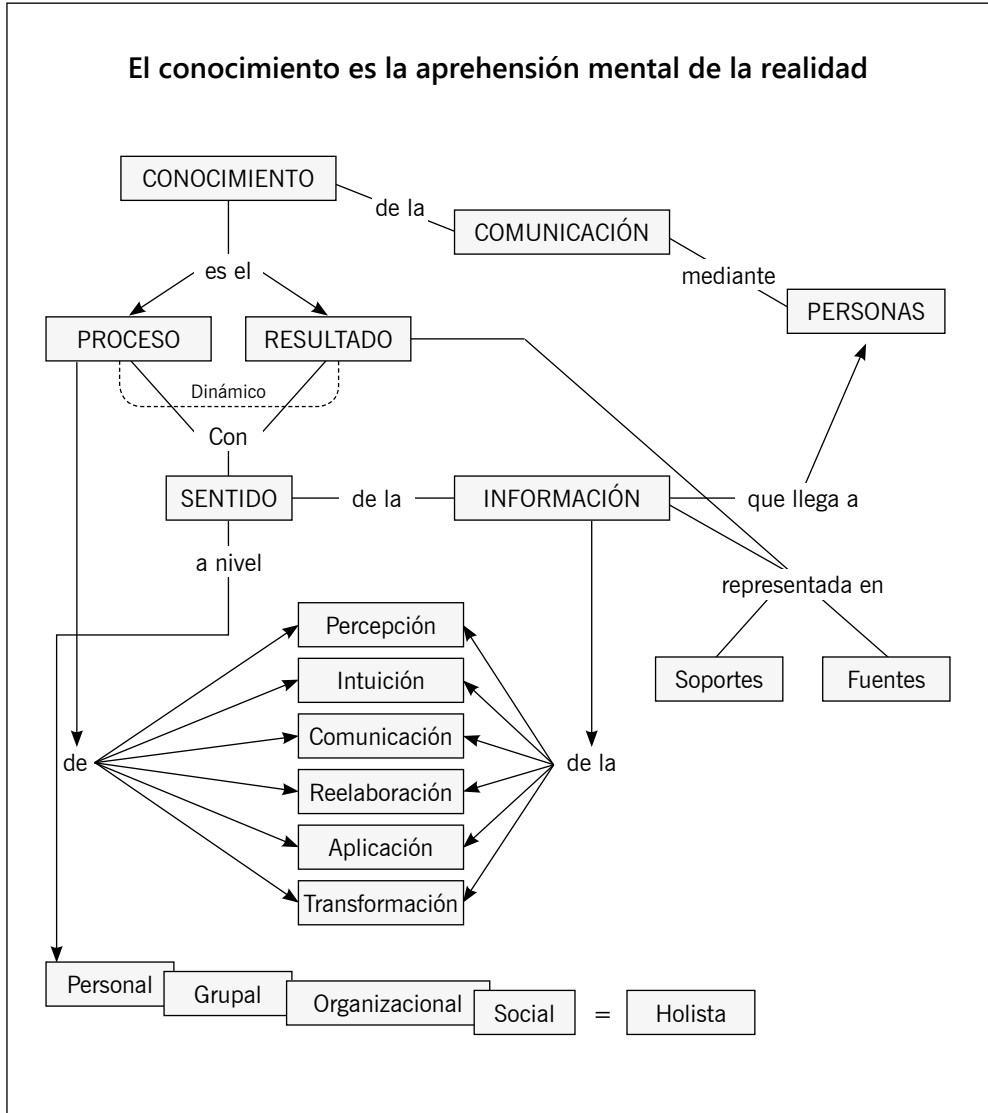 El conocimiento es la aprehensión mental de la realidad
CONOCIMIENTO
de la
COMUNICACIÓN
mediante
PERSONAS
es el
PROCESO
RESULTADO
Dinámico
Con
SENTIDO
de la
INFORMACIÓN
que llega a
a nivel
representada en
Soportes
Fuentes
Percepción
Intuición
Comunicación
Reelaboración
Aplicación
Transformación
de
de la
Personal
Grupal
Organizacional
Social
=
Holista